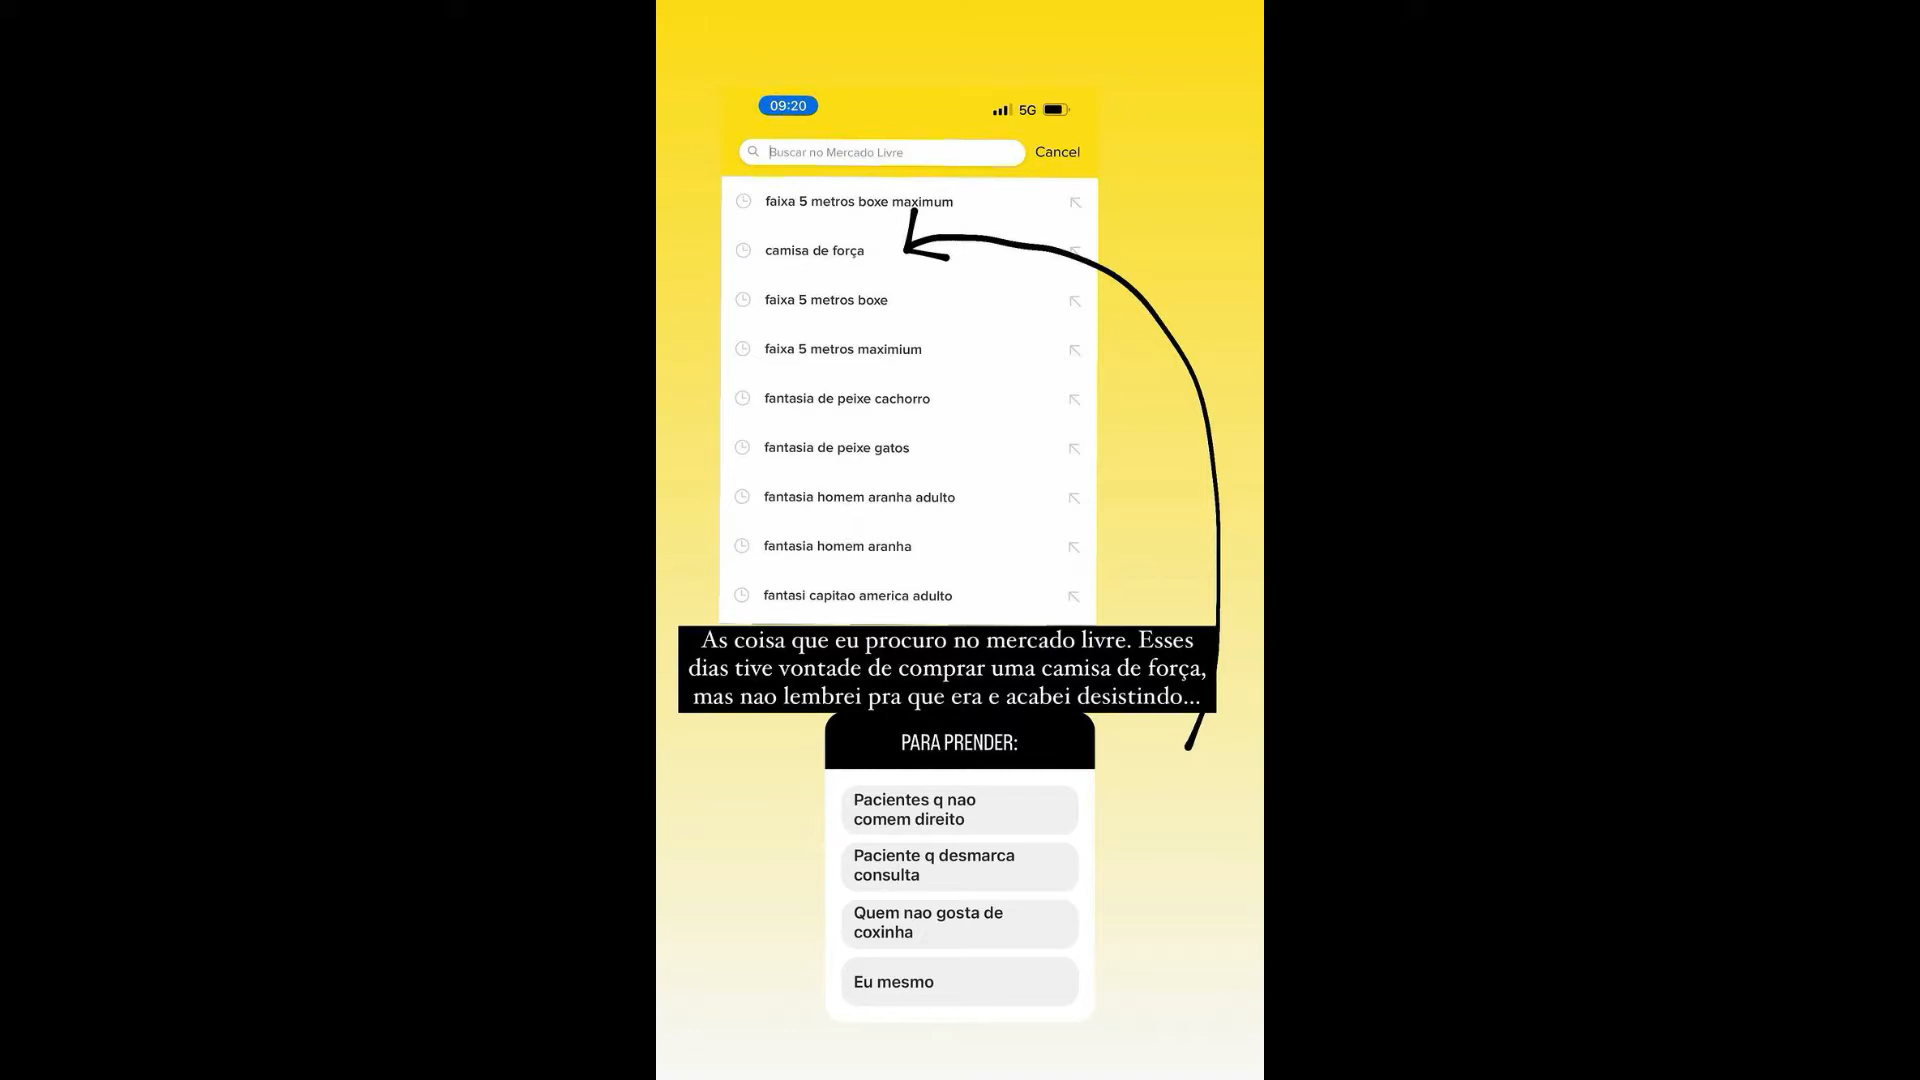 09:20
5G
Buscar no Mercado Livre
Cancel
faixa 5 metros boxe maximum
camisa de força
faixa 5 metros boxe
faixa 5 metros maximium
fantasia de peixe cachorro
fantasia de peixe gatos
fantasia homem aranha adulto
fantasia homem aranha
fantasi capitao america adulto
As coisa que eu procuro no mercado livre. Esses
dias tive vontade de comprar uma camisa de força,
mas nao lembrei pra que era e acabei desistindo...
PARA PRENDER:
Pacientes q nao
comem direito
Paciente q desmarca
consulta
Quem nao gosta de
coxinha
Eu mesmo